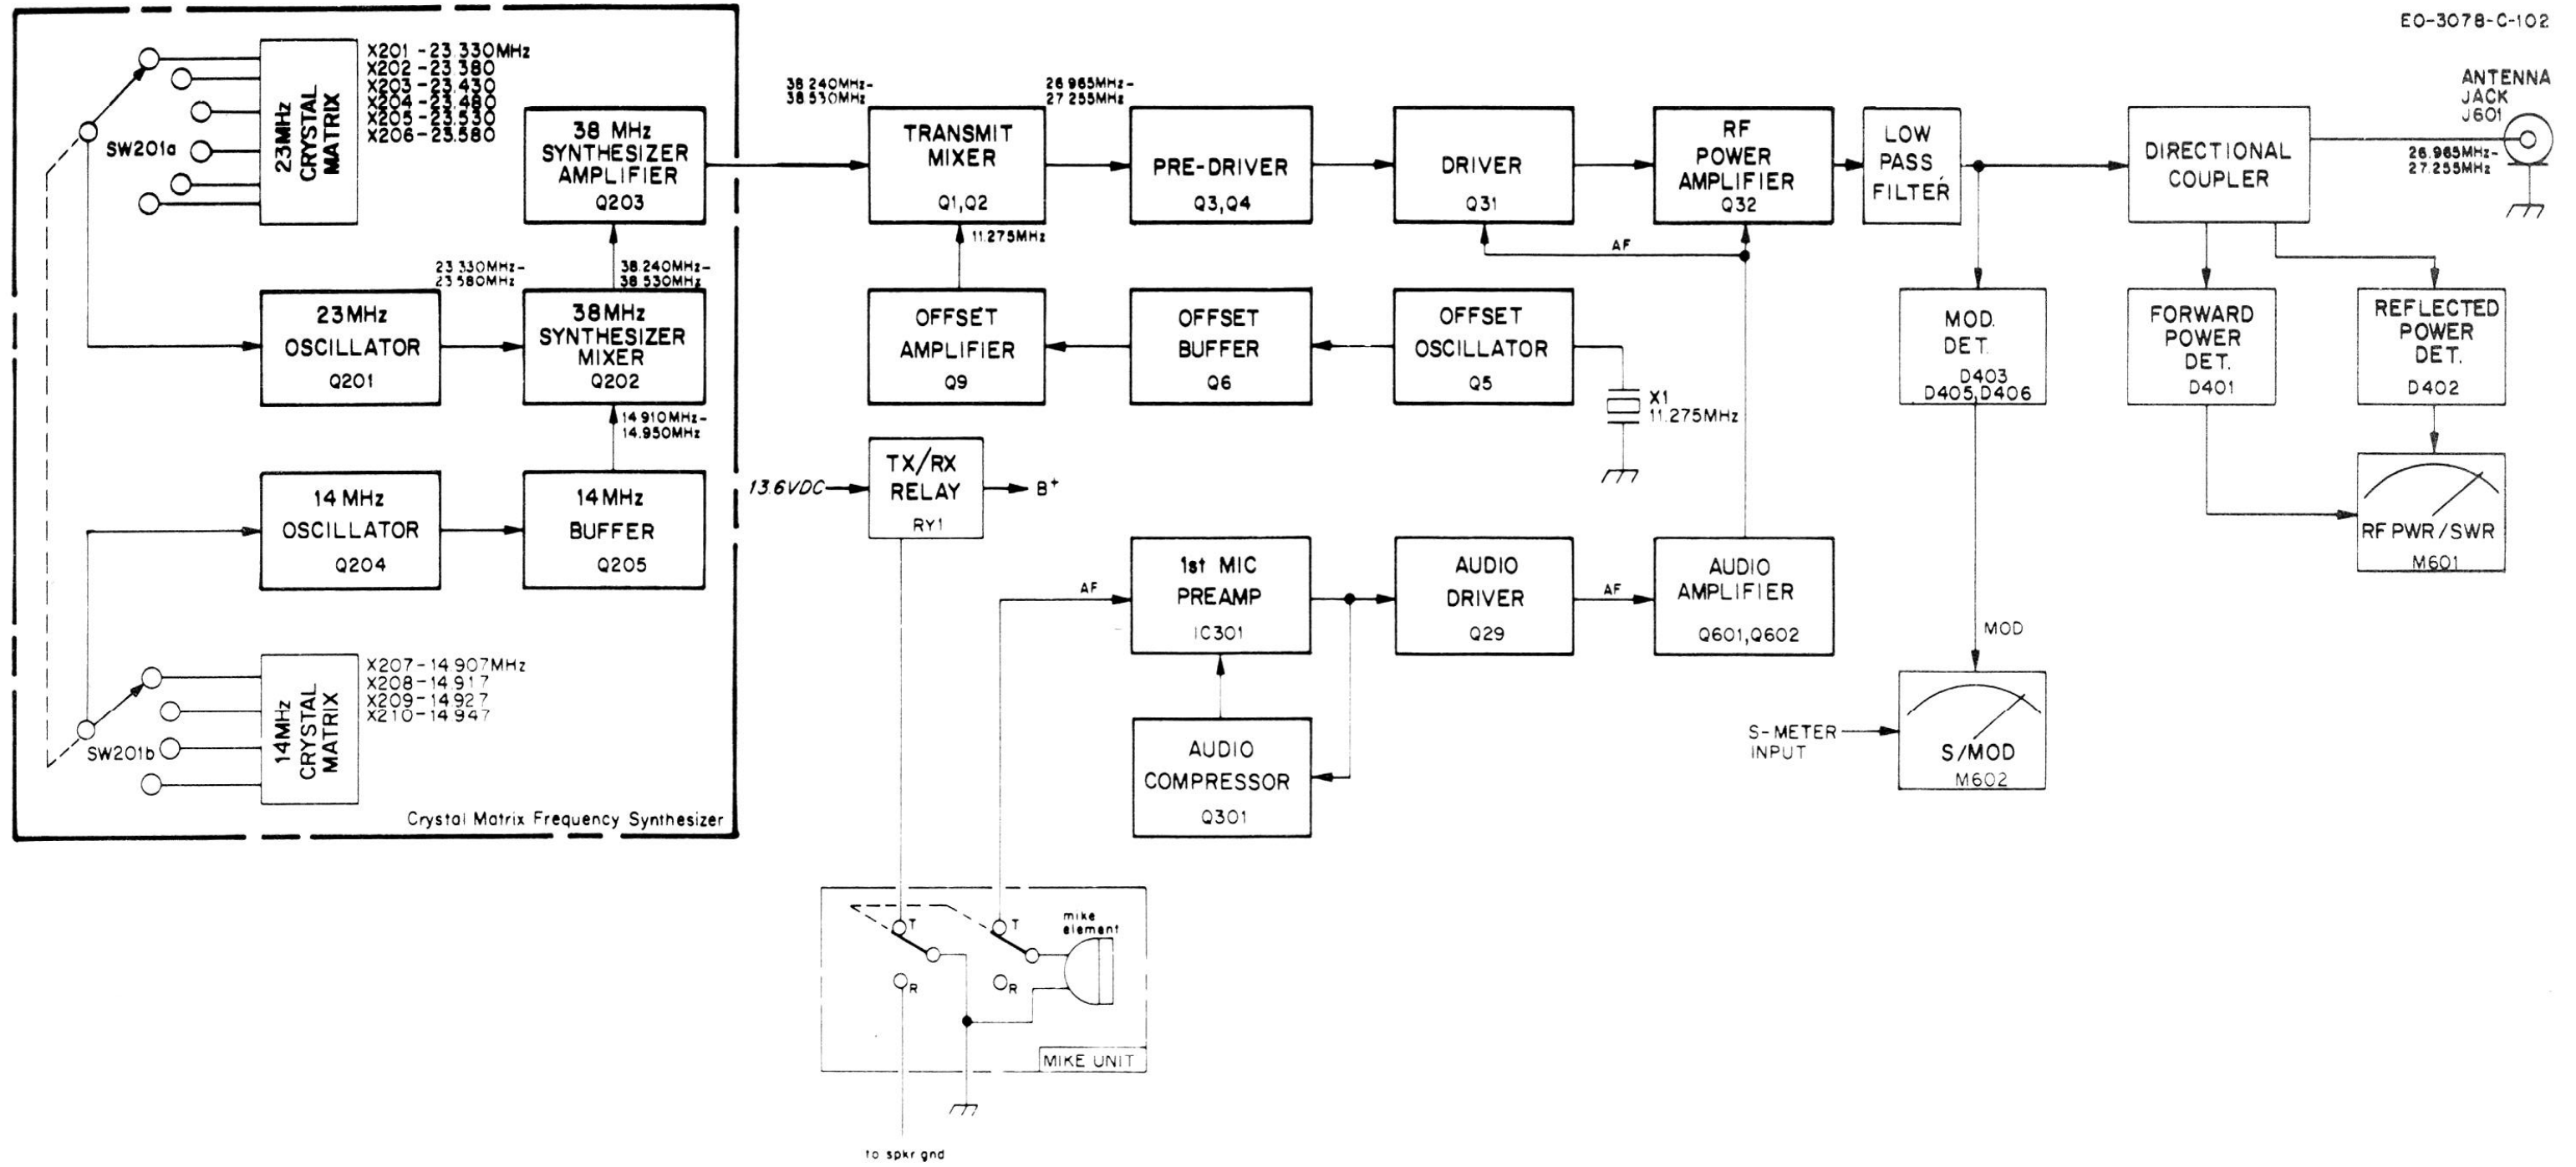 EO-3078-C-102
X201-23.330MHz
X202-23.380
X203-23.430
X204-23.480
X205-23.530
X206-23.580
23MHz
CRYSTAL
MATRIX
SW201a
38 MHz
SYNTHESIZER
AMPLIFIER
Q203
23.330MHz-
23.580MHz
38.240MHz-
38.530MHz
23MHz
OSCILLATOR
Q201
38MHz
SYNTHESIZER
MIXER
Q202
14.910MHz-
14.950MHz
14MHz
OSCILLATOR
Q204
14MHz
BUFFER
Q205
X207-14.907MHz
X208-14.917
X209-14.927
X210-14.947
14MHz
CRYSTAL
MATRIX
SW201b
Crystal Matrix Frequency Synthesizer
38.240MHz-
38.530MHz
TRANSMIT
MIXER
Q1,Q2
26.965MHz-
27.255MHz
PRE-DRIVER
Q3,Q4
DRIVER
Q31
RF
POWER
AMPLIFIER
Q32
LOW
PASS
FILTER
DIRECTIONAL
COUPLER
ANTENNA
JACK
J601
26.965MHz-
27.255MHz
11.275MHz
AF
OFFSET
AMPLIFIER
Q9
OFFSET
BUFFER
Q6
OFFSET
OSCILLATOR
Q5
X1
11.275MHz
MOD.
DET.
D403
D405,D406
FORWARD
POWER
DET.
D401
REFLECTED
POWER
DET.
D402
13.6VDC
TX/RX
RELAY
RY1
B+
RF PWR/SWR
M601
AF
1st MIC
PREAMP
IC301
AUDIO
DRIVER
Q29
AF
AUDIO
AMPLIFIER
Q601,Q602
MOD
AUDIO
COMPRESSOR
Q301
S-METER
INPUT
S/MOD
M602
T
T
mike
element
R
R
MIKE UNIT
to spkr gnd